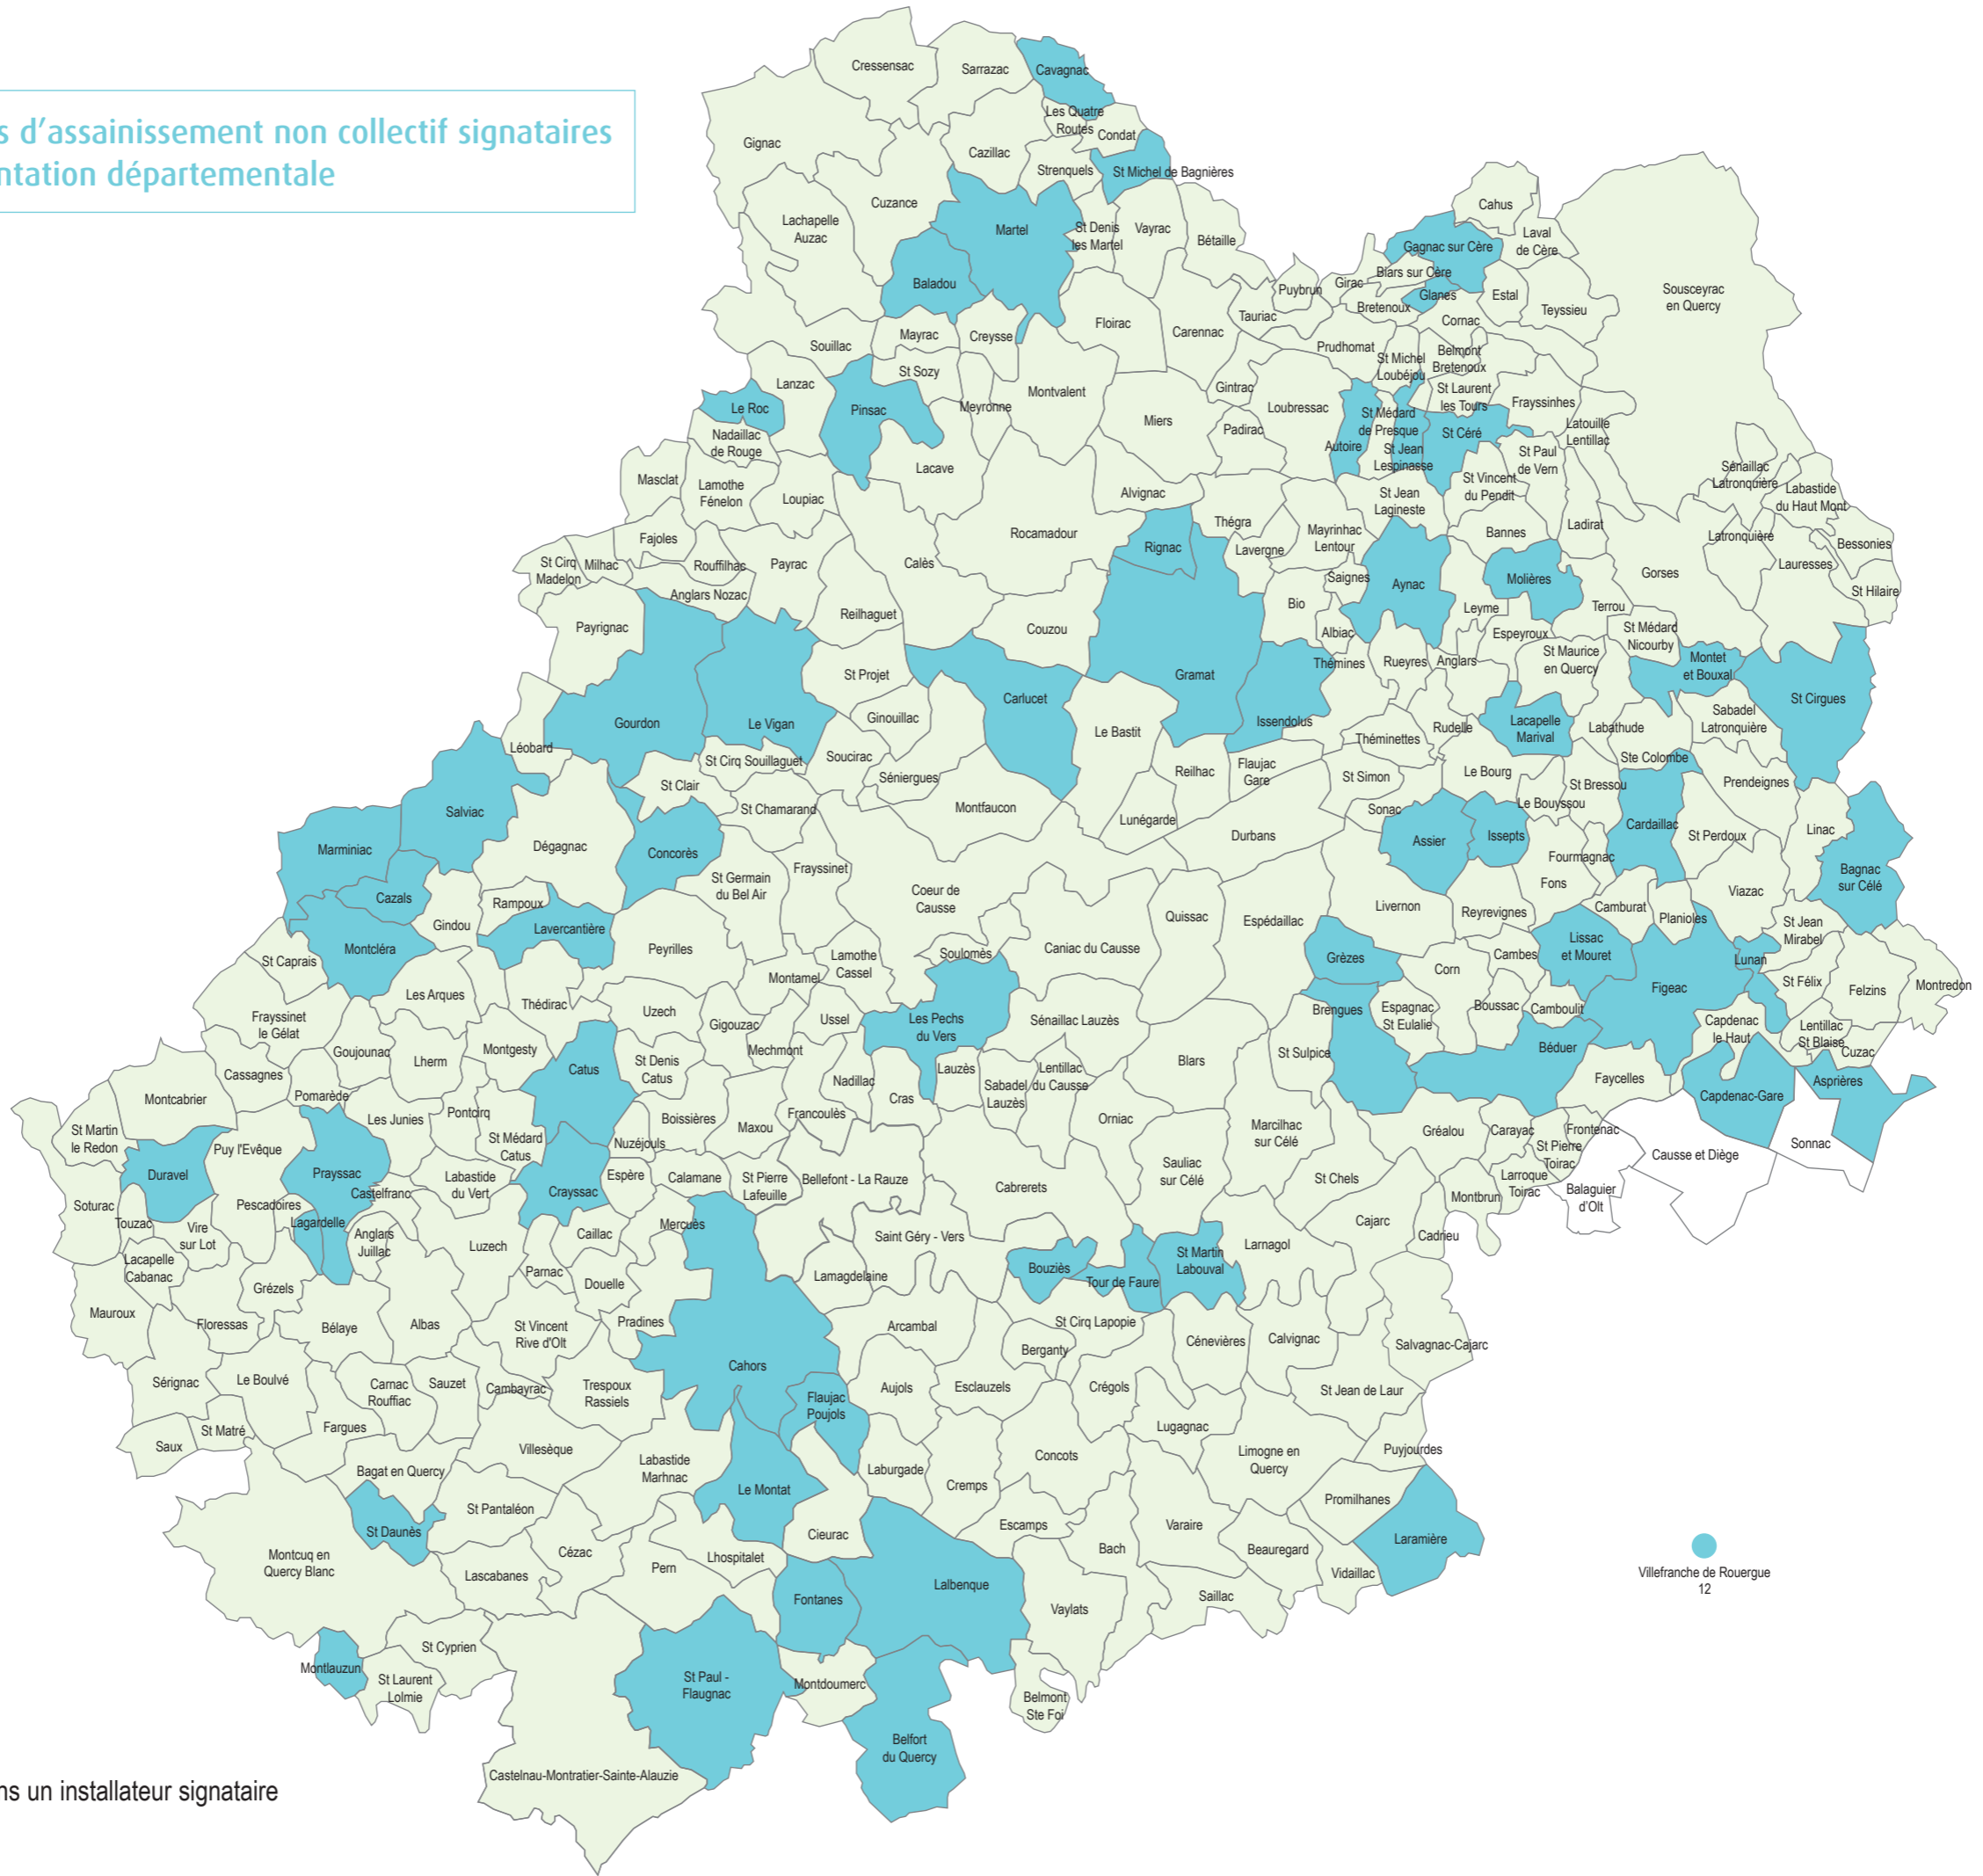 s d'assainissement non collectif signataires
ntation départementale
Cressensac
Sarrazac
Cavagnac
Les Quatre
Routes
Condat
Gignac
Cazillac
Strenquels
St Michel de Bagnières
Cuzance
Lachapelle
Auzac
Martel
St Denis
les Martel
Vayrac
Bétaille
Cahus
Gagnac sur Cère
Laval
de Cère
Biars sur Cère
Girac
Puybrun
Glanes
Estal
Teyssieu
Sousceyrac
en Quercy
Baladou
Bretenoux
Cornac
Tauriac
Floirac
Carennac
Mayrac
Creysse
Souillac
Prudhomat
St Michel
Loubéjou
Belmont
Bretenoux
St Sozy
Lanzac
Gintrac
St Laurent
les Tours
Frayssinhes
Montvalent
Meyronne
Le Roc
Pinsac
Loubressac
Miers
St Médard
de Presque
St Céré
Latouille
Lentillac
Padirac
Autoire
St Jean
Lespinasse
Nadaillac
de Rouge
St Paul
de Vern
Lacave
Sénaillac
Latronquière
Masclat
Lamothe
Fénelon
Loupiac
St Vincent
du Pendit
Labastide
du Haut Mont
Alvignac
St Jean
Lagineste
Thégra
Mayrinhac
Lentour
Bannes
Ladirat
Rocamadour
Latronquière
Bessonies
Fajoles
Rignac
Lavergne
Lauresses
St Cirq
Madelon
Milhac
Rouffilhac
Payrac
Calès
Gorses
Saignes
Aynac
Molières
St Hilaire
Anglars Nozac
Bio
Leyme
Terrou
Reilhaguet
Payrignac
Couzou
Albiac
Espeyroux
St Médard
Nicourby
St Maurice
en Quercy
Montet
et Bouxal
Thémines
Rueyres
Anglars
St Projet
Gramat
Carlucet
St Cirgues
Gourdon
Le Vigan
Ginouillac
Issendolus
Lacapelle
Marival
Labathude
Sabadel
Latronquière
Le Bastit
Rudelle
Théminettes
Léobard
St Cirq Souillaguet
Soucirac
Ste Colombe
Séniergues
Reilhac
Flaujac
Gare
St Simon
Le Bourg
St Bressou
Prendeignes
St Clair
Montfaucon
Le Bouyssou
Salviac
St Chamarand
Lunégarde
Sonac
Cardaillac
Linac
Durbans
Assier
Issepts
St Perdoux
Marminiac
Dégagnac
Concorès
Fourmagnac
Frayssinet
St Germain
du Bel Air
Bagnac
sur Célé
Fons
Coeur de
Causse
Viazac
Cazals
Rampoux
Livernon
Reyrevignes
Camburat
Planioles
Gindou
Lavercantière
Quissac
Espédaillac
St Jean
Mirabel
Montcléra
Peyrilles
Soulomès
Caniac du Causse
Lissac
et Mouret
St Caprais
Lamothe
Cassel
Grèzes
Cambes
Lunan
Corn
Montamel
St Félix
Felzins
Montredon
Les Arques
Thédirac
Figeac
Uzech
Brengues
Espagnac
St Eulalie
Boussac
Camboulit
Frayssinet
le Gélat
Gigouzac
Ussel
Les Pechs
du Vers
Sénaillac Lauzès
Capdenac
le Haut
Lentillac
St Blaise
Goujounac
Montgesty
Mechmont
Béduer
Cuzac
Lherm
St Denis
Catus
St Sulpice
Blars
Catus
Lauzès
Lentillac
du Causse
Cassagnes
Faycelles
Asprières
Nadillac
Sabadel
Lauzès
Pomarède
Capdenac-Gare
Montcabrier
Cras
Les Junies
Pontcirq
Boissières
Francoulès
Orniac
Maxou
Marcilhac
sur Célé
Gréalou
Carayac
Frontenac
St Martin
le Redon
St Médard
Catus
Nuzéjouls
St Pierre
Toirac
Puy l'Evêque
Causse et Diège
Sonnac
Duravel
Prayssac
Labastide
du Vert
Espère
Calamane
St Pierre
Lafeuille
Bellefont - La Rauze
Sauliac
sur Célé
St Chels
Larroque
Toirac
Crayssac
Cabrerets
Castelfranc
Montbrun
Balaguier
d'Olt
Soturac
Pescadoires
Touzac
Vire
sur Lot
Lagardelle
Mercuès
Cajarc
Anglars
Juillac
Caillac
Saint Géry - Vers
Cadrieu
Luzech
Larnagol
St Martin
Labouval
Lacapelle
Cabanac
Parnac
Bouziès
Lamagdelaine
Tour de Faure
Grézels
Douelle
Mauroux
Floressas
Bélaye
Albas
St Vincent
Rive d'Olt
Pradines
Arcambal
St Cirq Lapopie
Cénevières
Calvignac
Salvagnac-Cajarc
Berganty
Cahors
Sérignac
Le Boulvé
Carnac
Rouffiac
Sauzet
Cambayrac
Trespoux
Rassiels
Aujols
Esclauzels
Crégols
St Jean de Laur
Flaujac
Poujols
St Matré
Fargues
Lugagnac
Saux
Villesèque
Puyjourdes
Limogne en
Quercy
Labastide
Marhnac
Concots
Bagat en Quercy
Laburgade
Cremps
Le Montat
Promilhanes
St Pantaléon
Escamps
Varaire
St Daunès
Cieurac
Laramière
Bach
Beauregard
Cézac
Montcuq en
Quercy Blanc
Lhospitalet
Pern
Vidaillac
Villefranche de Rouergue
12
Lascabanes
Lalbenque
Fontanes
Saillac
Vaylats
St Cyprien
Montlauzun
St Laurent
Lolmie
St Paul -
Flaugnac
Montdoumerc
Belmont
Ste Foi
Belfort
du Quercy
Castelnau-Montratier-Sainte-Alauzie
ns un installateur signataire